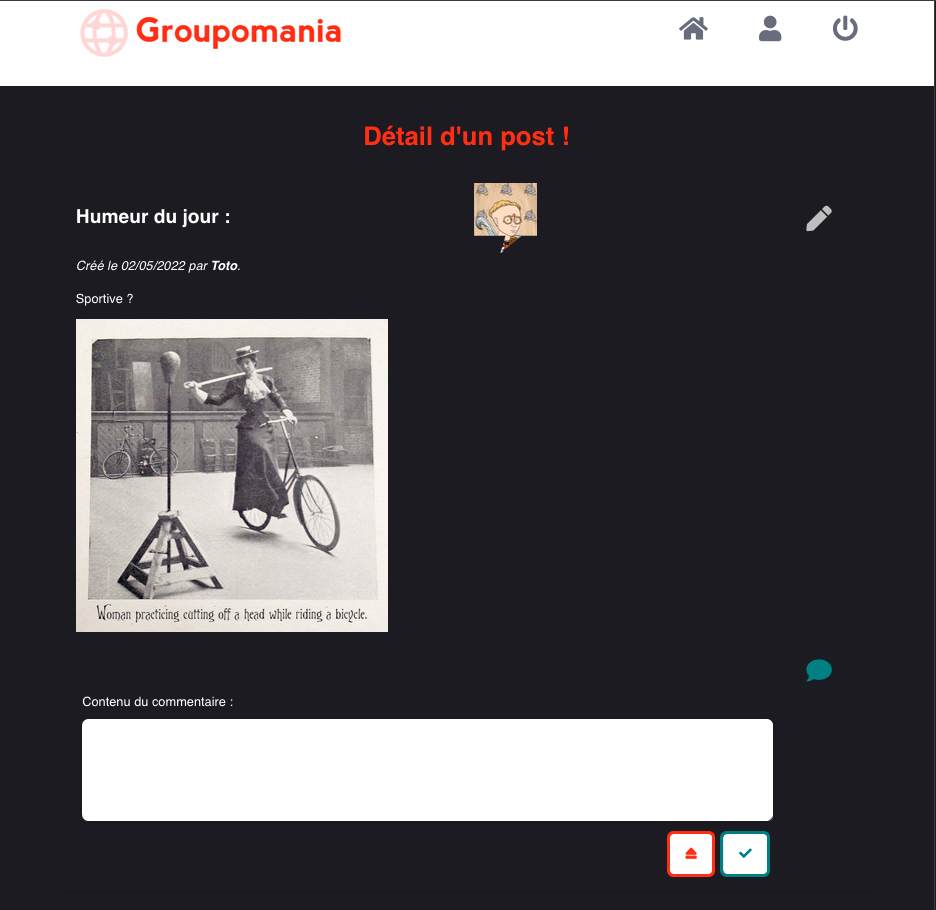 Groupomania
Détail d'un post !
Humeur du jour :
Créé le 02/05/2022 par Toto.
Sportive ?
Woman practicing cutting off a head while riding a bicycle.
Contenu du commentaire :